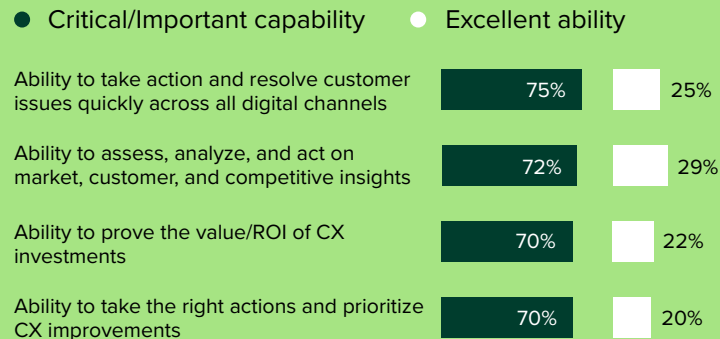 Critical/Important capability
Excellent ability
Ability to take action and resolve customer
issues quickly across all digital channels
75%
25%
Ability to assess, analyze, and act on
market, customer, and competitive insights
72%
29%
Ability to prove the value/ROI of CX
investments
70%
22%
Ability to take the right actions and prioritize
CX improvements
70%
20%